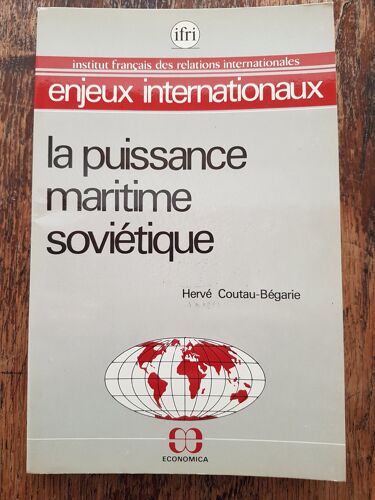 ifri
institut français des relations internationales
enjeux internationaux
la puissance
maritime
soviétique
Hervé Coutau-Bégarie
ECONOMICA